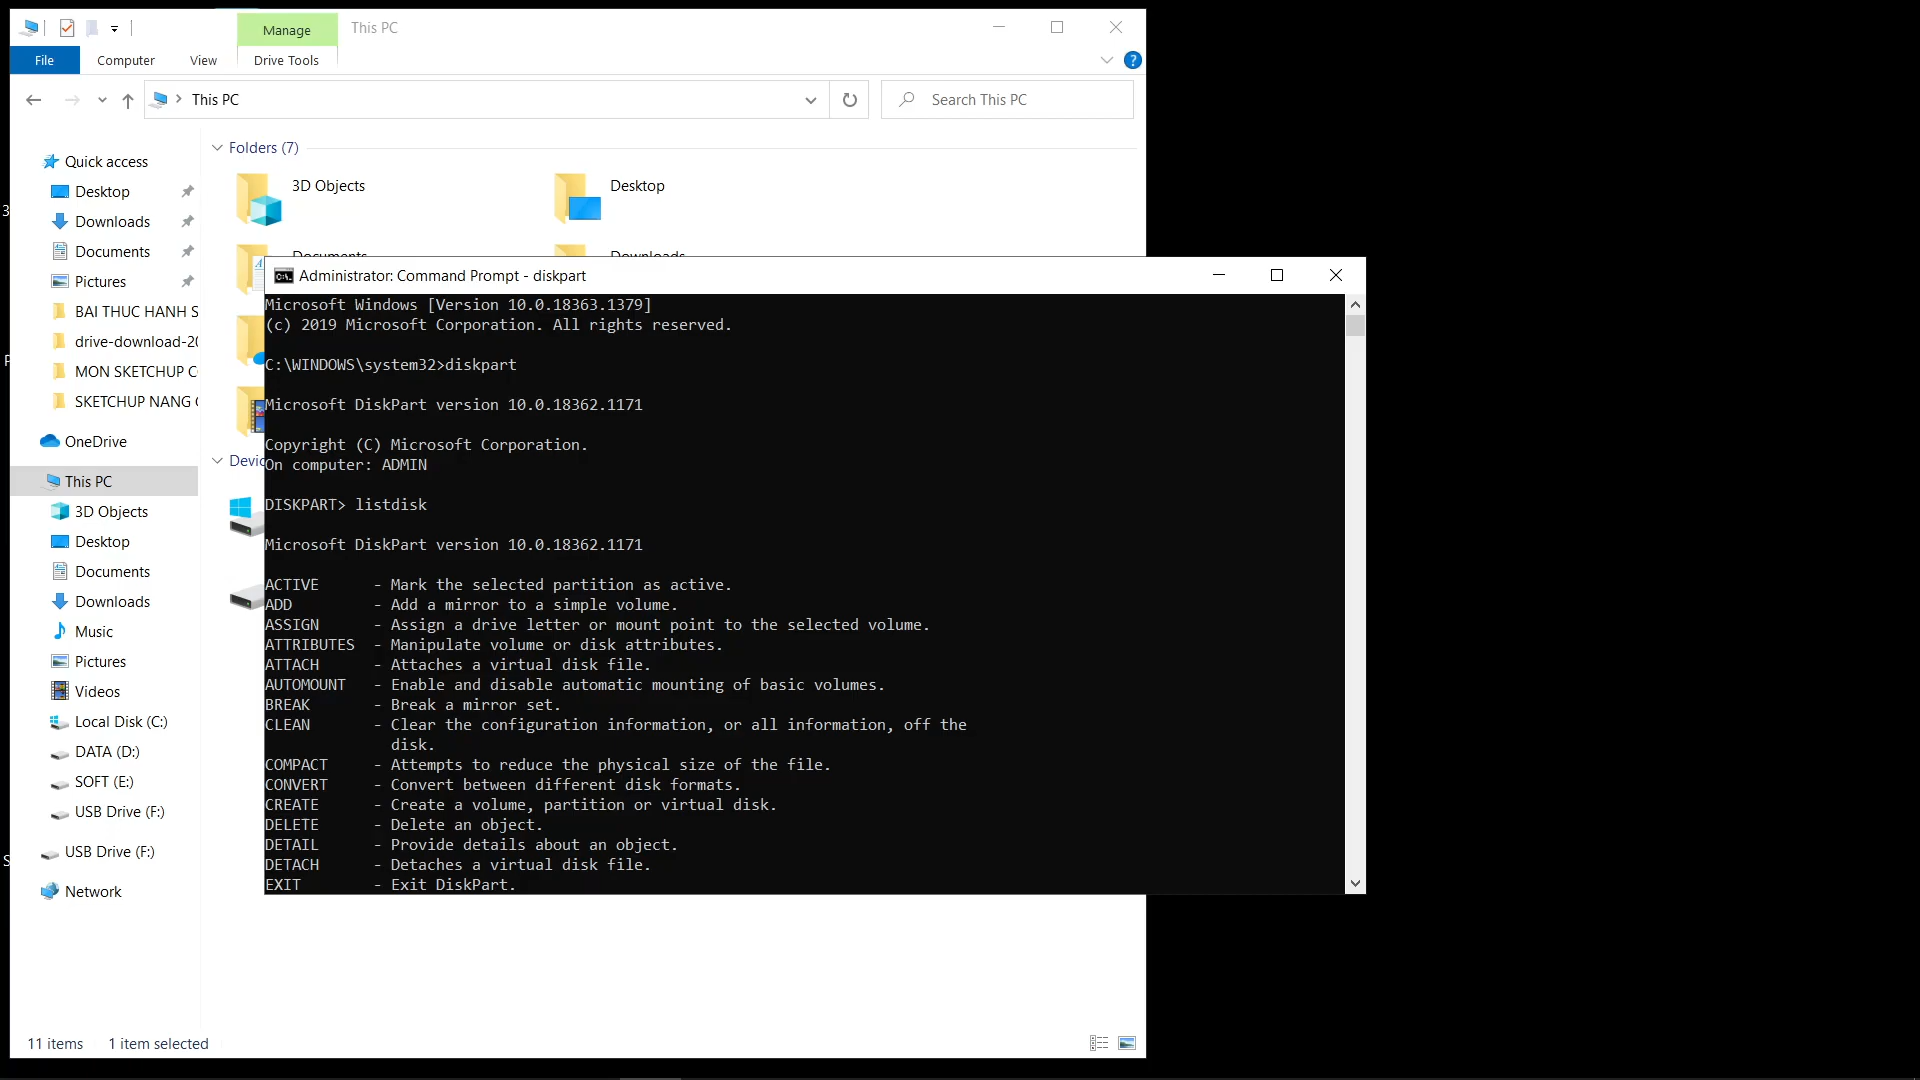 Manage
This PC
File
Computer
View
Drive Tools
?
This PC
Search This PC
Quick access
Desktop
Downloads
Documents
Pictures
BAI THUC HANH S
drive-download-20
MON SKETCHUP C
SKETCHUP NANG
OneDrive
This PC
3D Objects
Desktop
Documents
Downloads
Music
Pictures
Videos
Local Disk (C:)
DATA (D:)
SOFT (E:)
USB Drive (F:)
USB Drive (F:)
Network
Folders (7)
3D Objects
Desktop
Documents
Downloads
Devic
Administrator: Command Prompt - diskpart
Microsoft Windows [Version 10.0.18363.1379]
(c) 2019 Microsoft Corporation. All rights reserved.
C:\WINDOWS\system32>diskpart
Microsoft DiskPart version 10.0.18362.1171
Copyright (C) Microsoft Corporation.
On computer: ADMIN
DISKPART> listdisk
Microsoft DiskPart version 10.0.18362.1171
ACTIVE - Mark the selected partition as active.
ADD - Add a mirror to a simple volume.
ASSIGN - Assign a drive letter or mount point to the selected volume.
ATTRIBUTES - Manipulate volume or disk attributes.
ATTACH - Attaches a virtual disk file.
AUTOMOUNT - Enable and disable automatic mounting of basic volumes.
BREAK - Break a mirror set.
CLEAN - Clear the configuration information, or all information, off the
disk.
COMPACT - Attempts to reduce the physical size of the file.
CONVERT - Convert between different disk formats.
CREATE - Create a volume, partition or virtual disk.
DELETE - Delete an object.
DETAIL - Provide details about an object.
DETACH - Detaches a virtual disk file.
EXIT - Exit DiskPart.
11 items
1 item selected